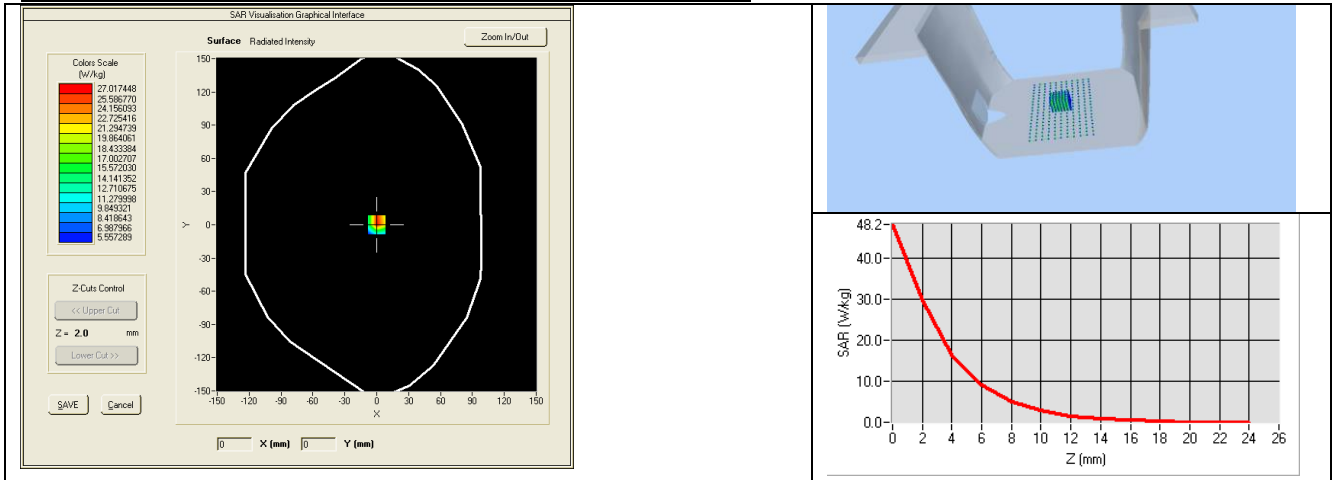 SAR Visualisation Graphical Interface
Surface Radiated Intensity
Zoom In/Out
Colors Scale
(W/kg)
27.017448
25.586770
24.156093
22.725416
21.294739
19.864061
18.433384
17.002707
15.572030
14.141352
12.710675
11.279998
9.849321
8.418643
6.987966
5.557289
Z-Cuts Control
<< Upper Cut
Z = 2.0 mm
Lower Cut >>
SAVE Cancel
150
120
90
60
30
0
-30
-60
-90
-120
-150
Y
-150 -120 -90 -60 -30 0 30 60 90 120 150
X
0 X (mm) 0 Y (mm)
48.2
40.0
30.0
20.0
10.0
0.0
SAR (W/kg)
0 2 4 6 8 10 12 14 16 18 20 22 24 26
Z (mm)